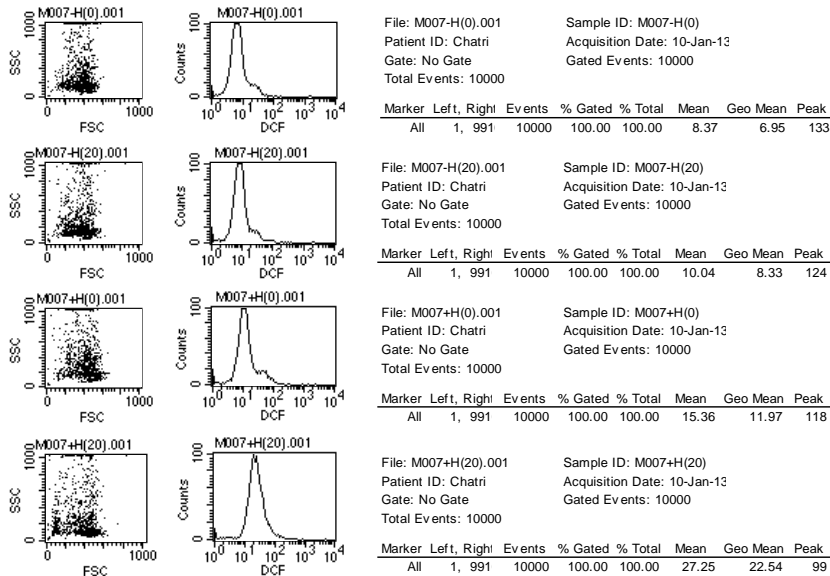 M007-H(0).001
SSC
0 1000
0 1000
FSC
M007-H(0).001
Counts
0 100
10^0 10^1 10^2 10^3 10^4
DCF
File: M007-H(0).001 Sample ID: M007-H(0)
Patient ID: Chatri Acquisition Date: 10-Jan-13
Gate: No Gate Gated Events: 10000
Total Events: 10000
Marker Left, Right Events % Gated % Total Mean Geo Mean Peak
All 1, 991 10000 100.00 100.00 8.37 6.95 133
M007-H(20).001
SSC
0 1000
0 1000
FSC
M007-H(20).001
Counts
0 100
10^0 10^1 10^2 10^3 10^4
DCF
File: M007-H(20).001 Sample ID: M007-H(20)
Patient ID: Chatri Acquisition Date: 10-Jan-13
Gate: No Gate Gated Events: 10000
Total Events: 10000
Marker Left, Right Events % Gated % Total Mean Geo Mean Peak
All 1, 991 10000 100.00 100.00 10.04 8.33 124
M007+H(0).001
SSC
0 1000
0 1000
FSC
M007+H(0).001
Counts
0 100
10^0 10^1 10^2 10^3 10^4
DCF
File: M007+H(0).001 Sample ID: M007+H(0)
Patient ID: Chatri Acquisition Date: 10-Jan-13
Gate: No Gate Gated Events: 10000
Total Events: 10000
Marker Left, Right Events % Gated % Total Mean Geo Mean Peak
All 1, 991 10000 100.00 100.00 15.36 11.97 118
M007+H(20).001
SSC
0 1000
0 1000
FSC
M007+H(20).001
Counts
0 100
10^0 10^1 10^2 10^3 10^4
DCF
File: M007+H(20).001 Sample ID: M007+H(20)
Patient ID: Chatri Acquisition Date: 10-Jan-13
Gate: No Gate Gated Events: 10000
Total Events: 10000
Marker Left, Right Events % Gated % Total Mean Geo Mean Peak
All 1, 991 10000 100.00 100.00 27.25 22.54 99